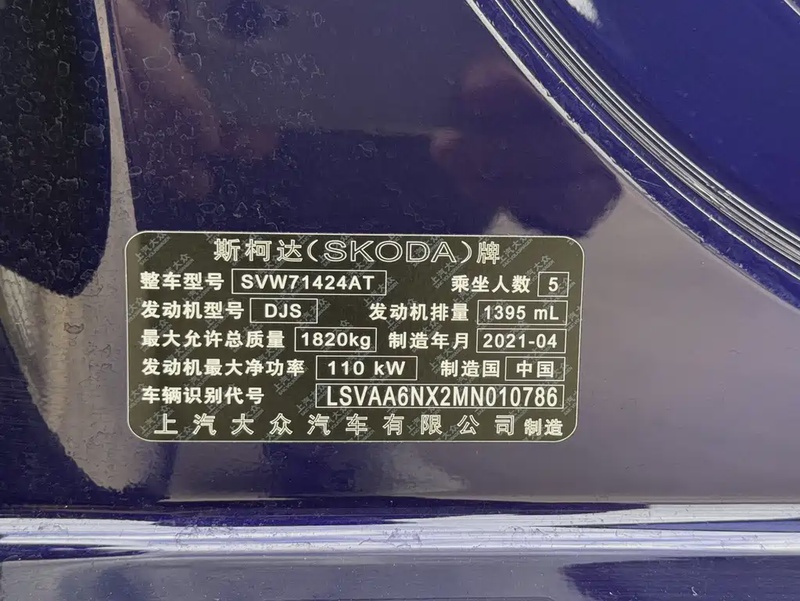 斯柯达(SKODA)牌
整车型号 SVW71424AT 乘坐人数 5
发动机型号 DJS 发动机排量 1395 mL
最大允许总质量 1820kg 制造年月 2021-04
发动机最大净功率 110 kW 制造国 中国
车辆识别代号 LSVAA6NX2MN010786
上汽大众汽车有限公司 制造